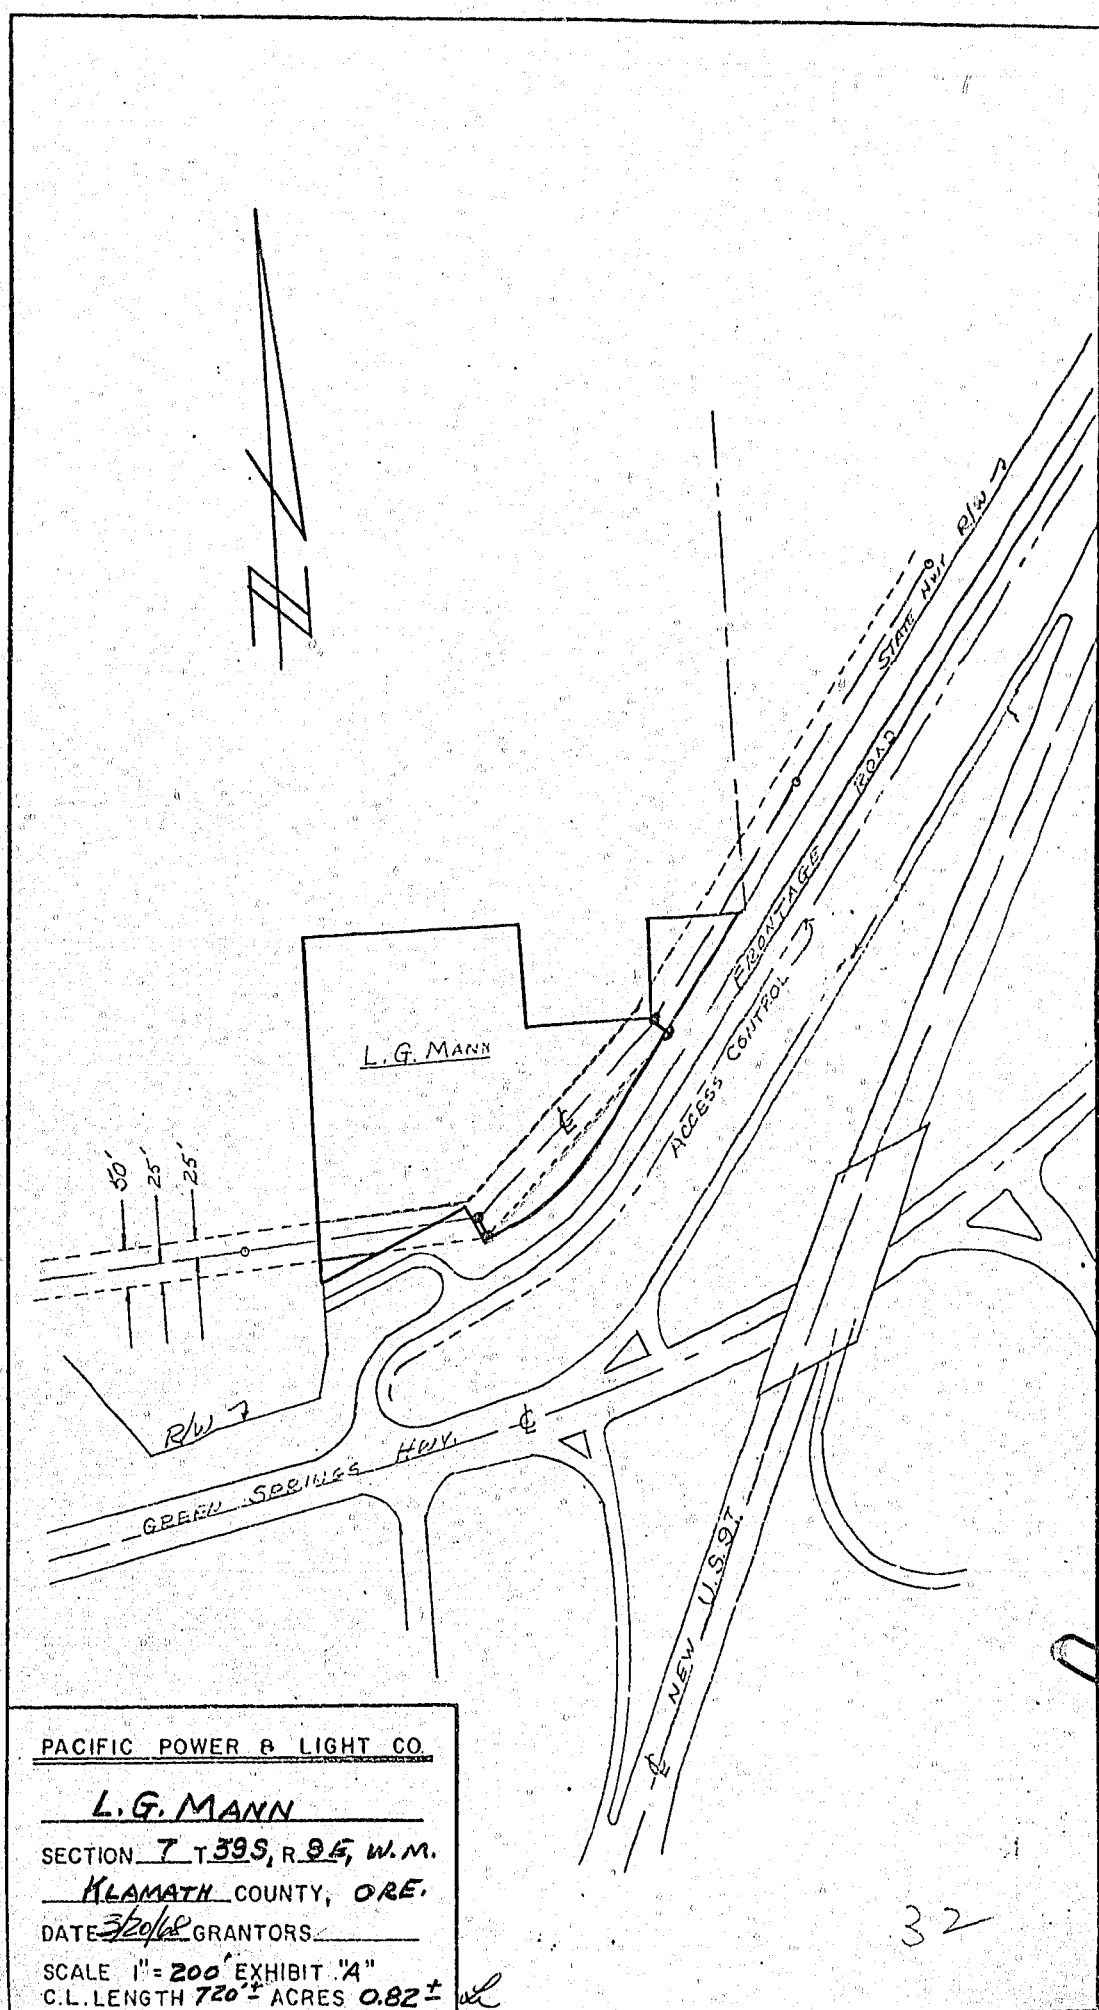 R/W
STATE HWY
ROAD
FRONTAGE
ACCESS CONTROL
L.G. MANN
℄
50'
25'
25'
R/W
℄
GREEN SPRINGS HWY.
NEW U.S. 97
℄
PACIFIC POWER & LIGHT CO.
L.G. MANN
SECTION 7 T 39S, R 9E, W.M.
KLAMATH COUNTY, ORE.
DATE 3/20/68 GRANTORS
SCALE 1" = 200' EXHIBIT "A"
C.L. LENGTH 720'± ACRES 0.82±
32